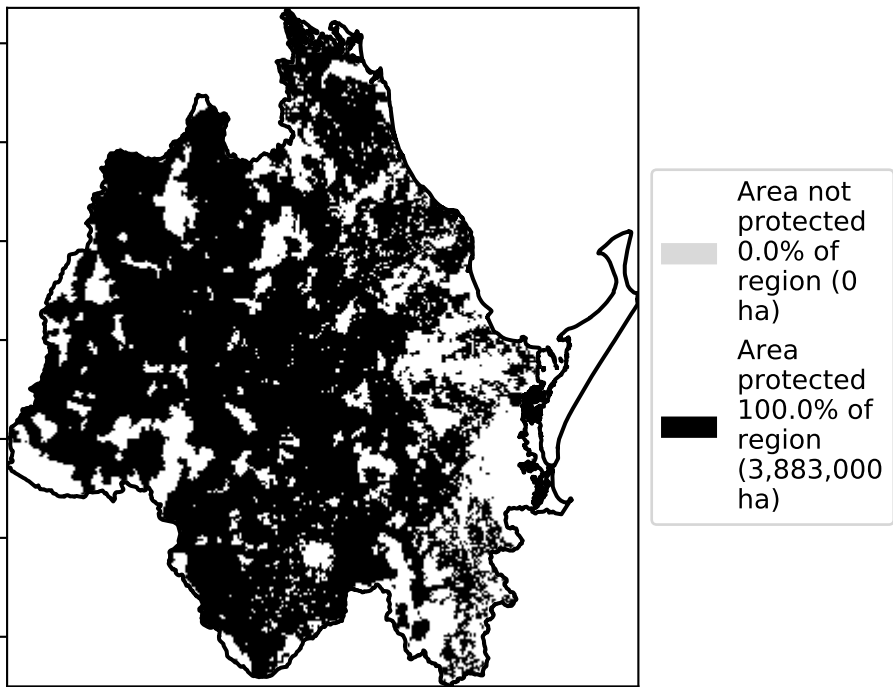 Area not
protected
0.0% of
region (0
ha)
Area
protected
100.0% of
region
(3,883,000
ha)